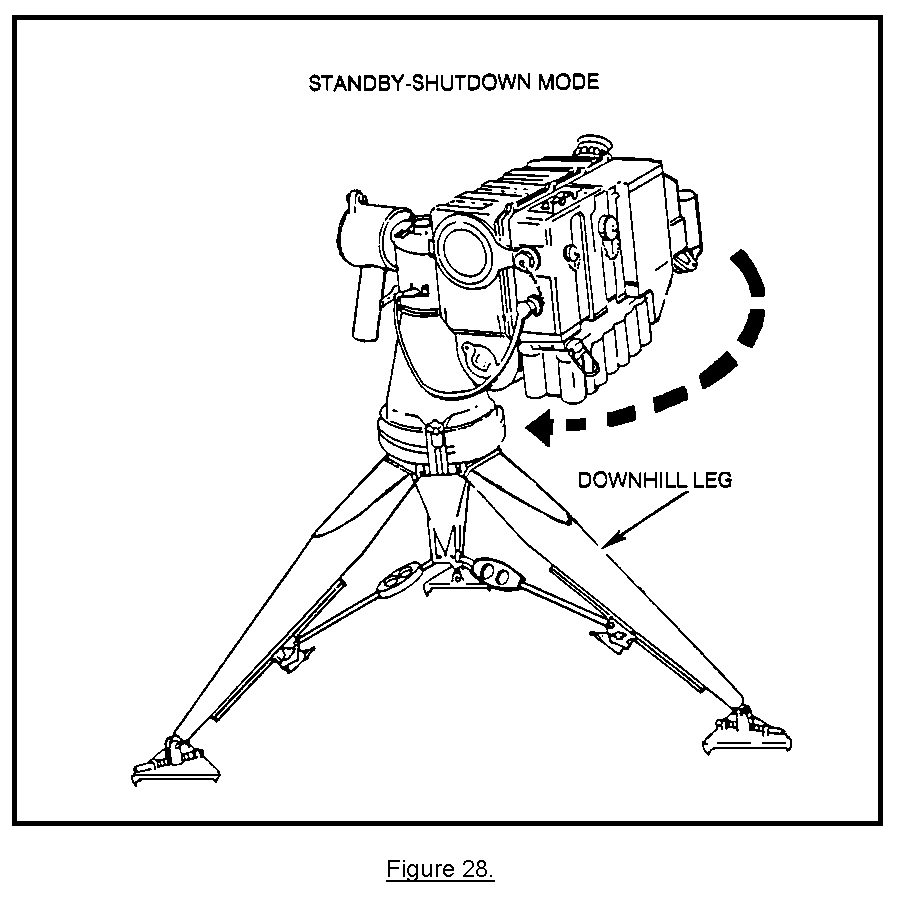 STANDBY-SHUTDOWN MODE
DOWNHILL LEG
Figure 28.